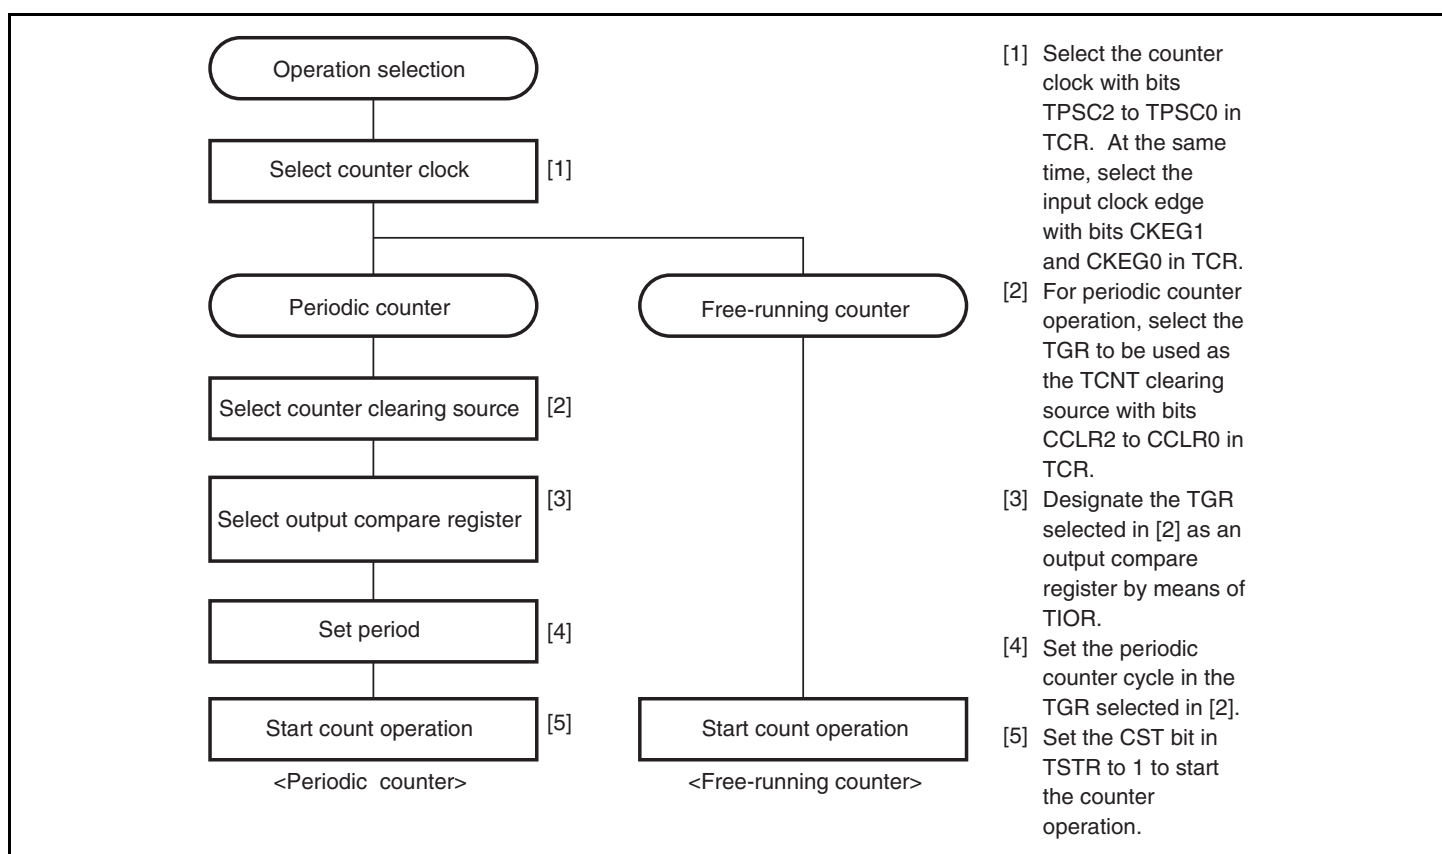 Operation selection
Select counter clock
[1]
Periodic counter
Free-running counter
Select counter clearing source
[2]
Select output compare register
[3]
Set period
[4]
Start count operation
[5]
Start count operation
<Periodic counter>
<Free-running counter>
[1] Select the counter
clock with bits
TPSC2 to TPSC0 in
TCR. At the same
time, select the
input clock edge
with bits CKEG1
and CKEG0 in TCR.
[2] For periodic counter
operation, select the
TGR to be used as
the TCNT clearing
source with bits
CCLR2 to CCLR0 in
TCR.
[3] Designate the TGR
selected in [2] as an
output compare
register by means of
TIOR.
[4] Set the periodic
counter cycle in the
TGR selected in [2].
[5] Set the CST bit in
TSTR to 1 to start
the counter
operation.